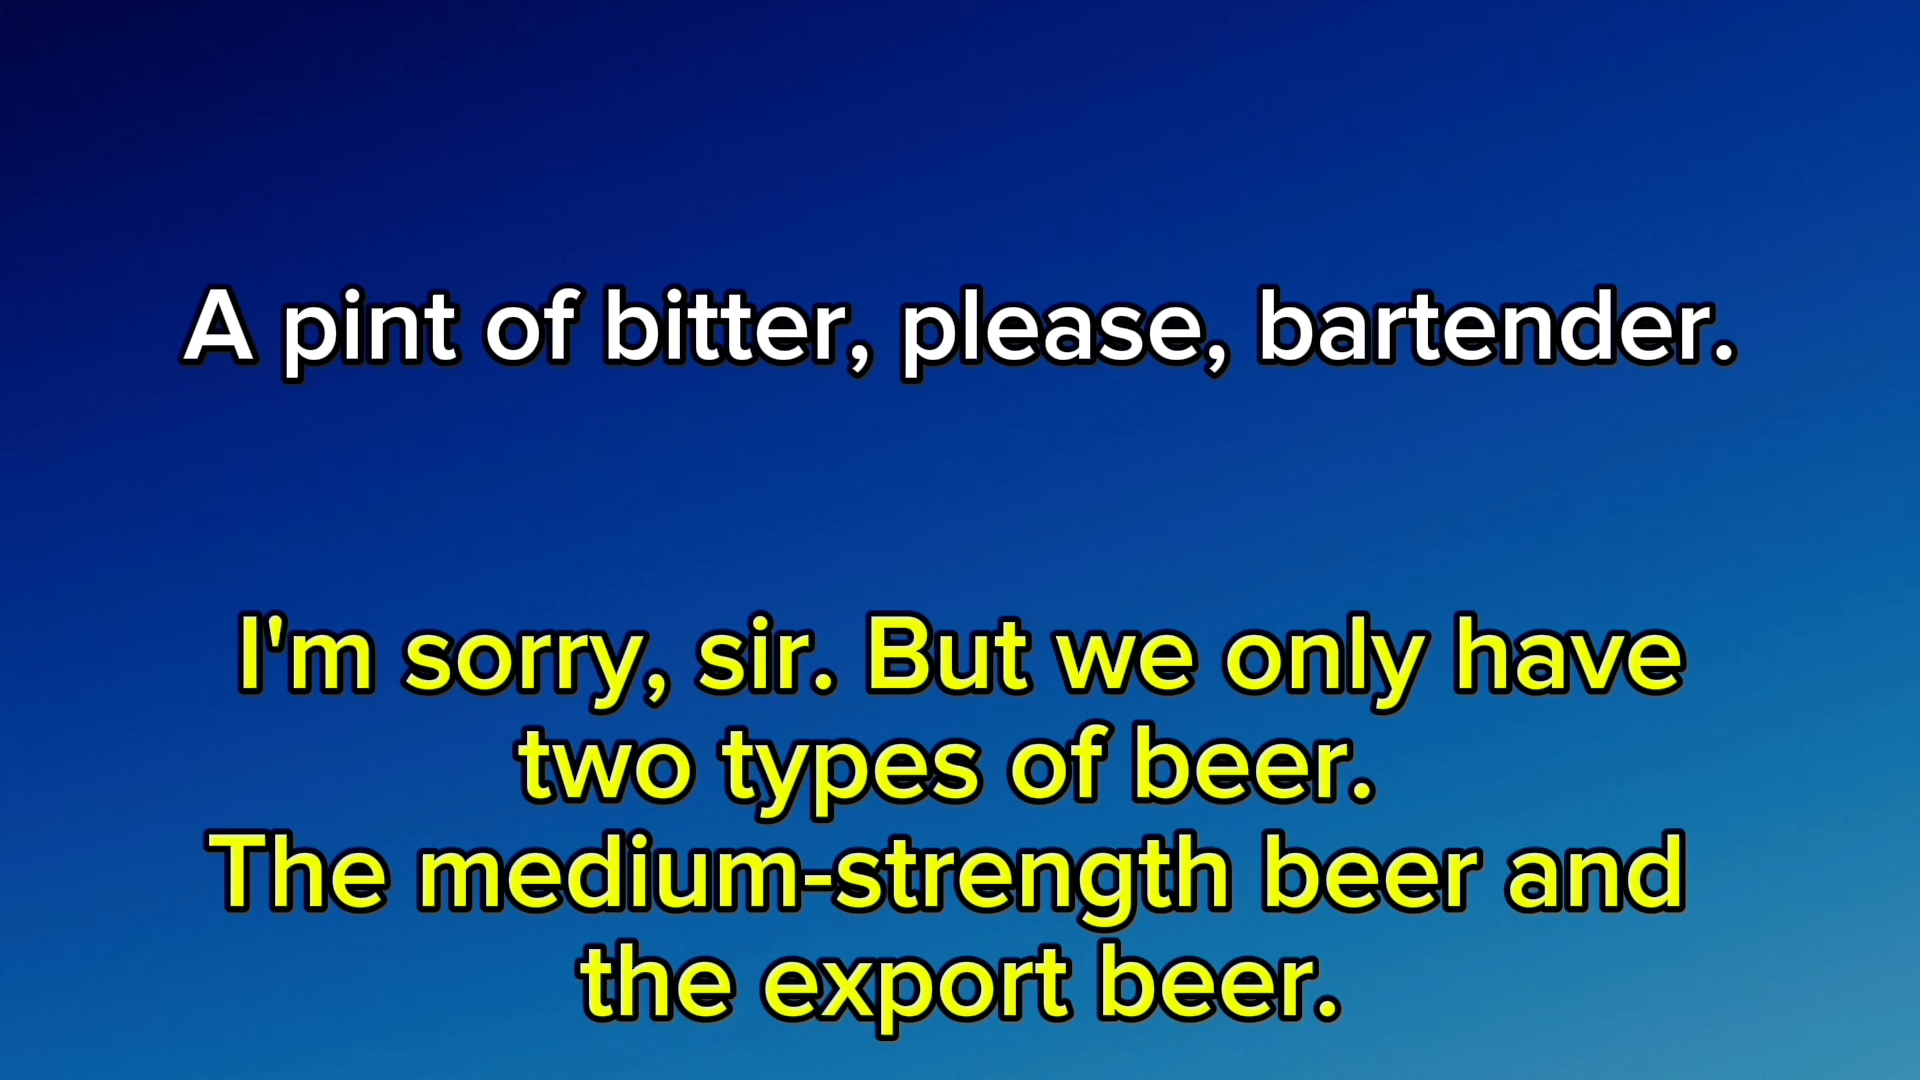 A pint of bitter, please, bartender.
I'm sorry, sir. But we only have
two types of beer.
The medium-strength beer and
the export beer.